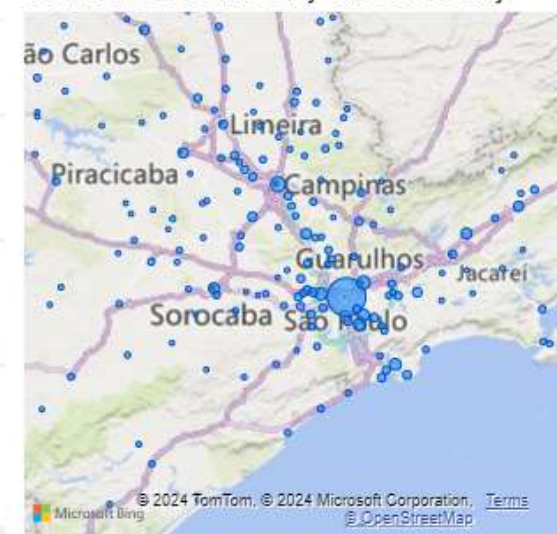 ão Carlos
Limeira
Piracicaba
Campinas
Guarulhos
Jacareí
Sorocaba
São Paulo
© 2024 TomTom, © 2024 Microsoft Corporation, Terms
Microsoft Bing
© OpenStreetMap